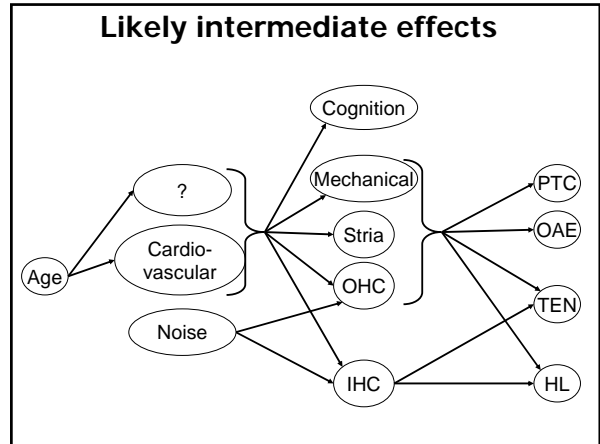 Likely intermediate effects
Cognition
?
Mechanical
PTC
Cardio-
vascular
Stria
OAE
Age
OHC
TEN
Noise
IHC
HL